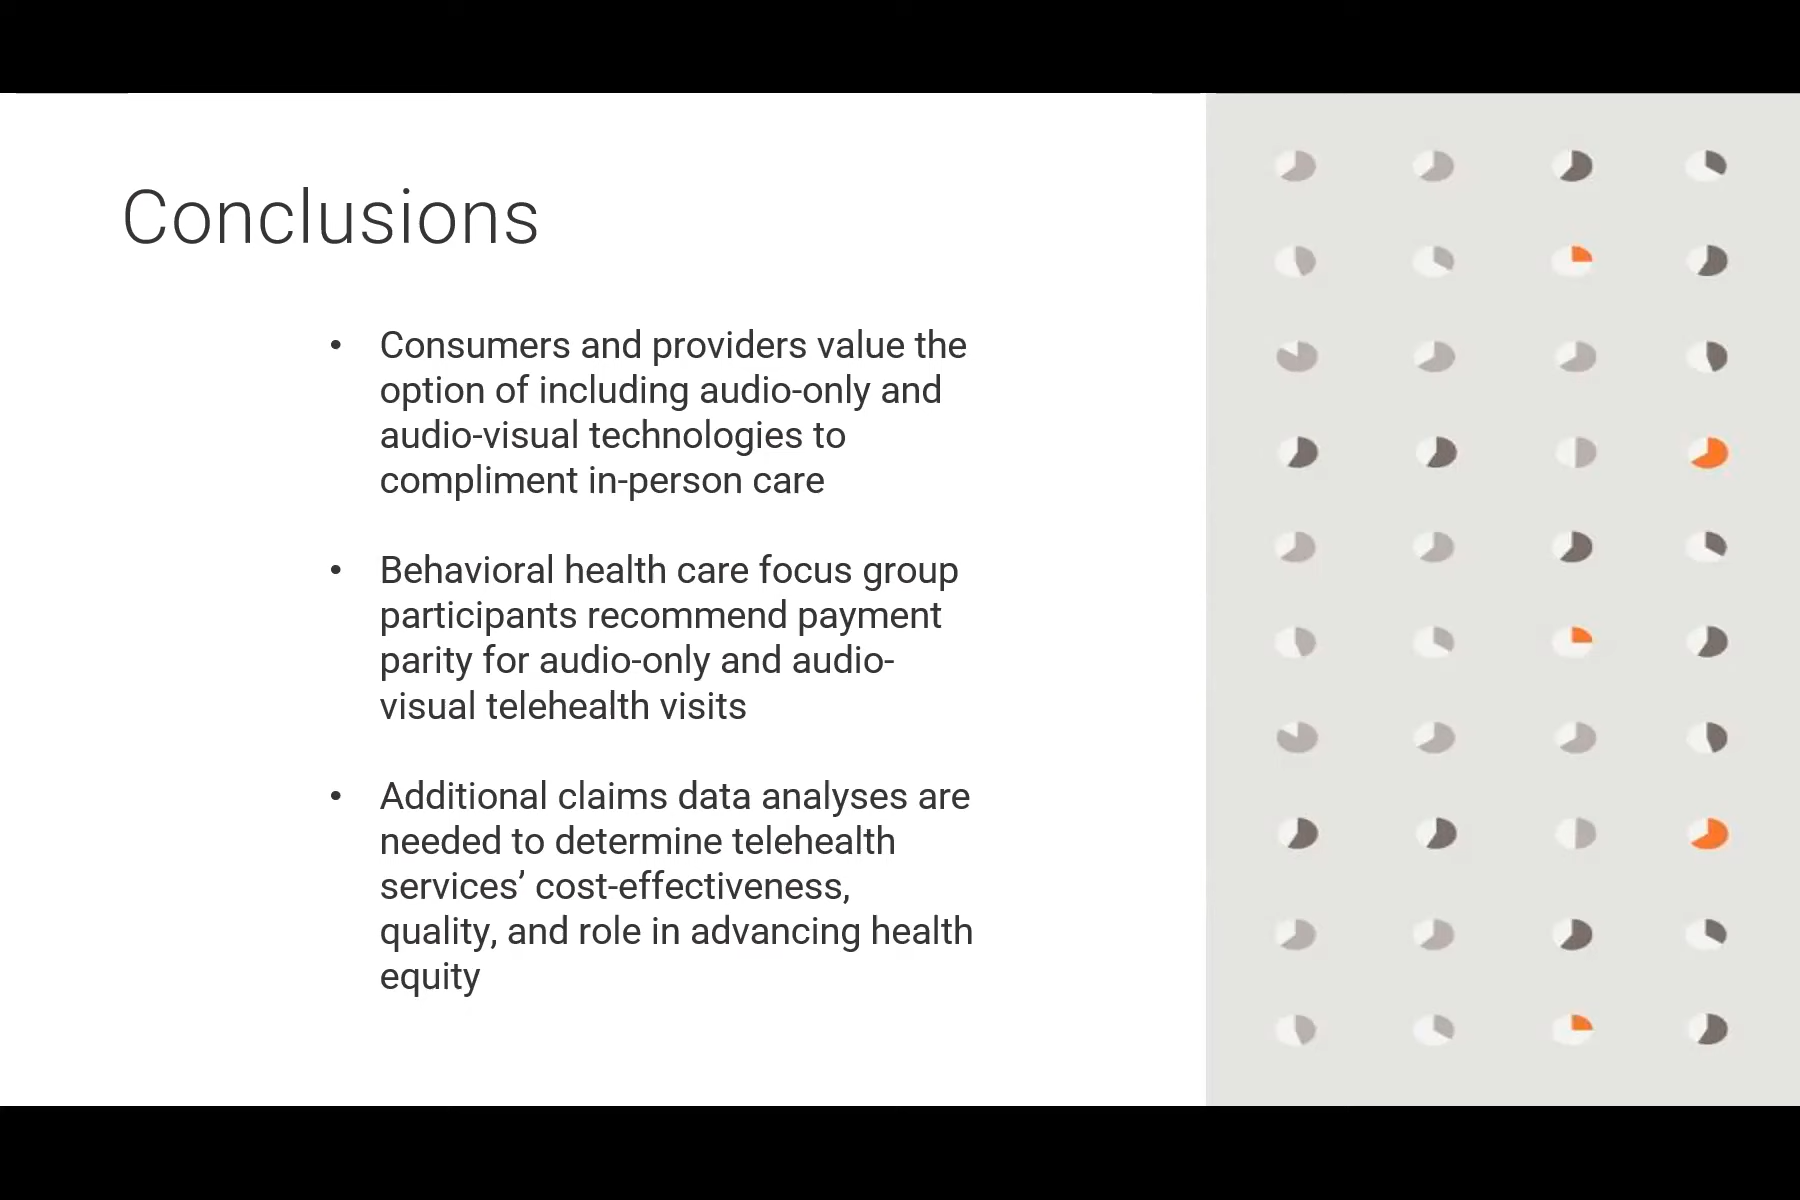 Conclusions
• Consumers and providers value the
option of including audio-only and
audio-visual technologies to
compliment in-person care
• Behavioral health care focus group
participants recommend payment
parity for audio-only and audio-
visual telehealth visits
• Additional claims data analyses are
needed to determine telehealth
services’ cost-effectiveness,
quality, and role in advancing health
equity